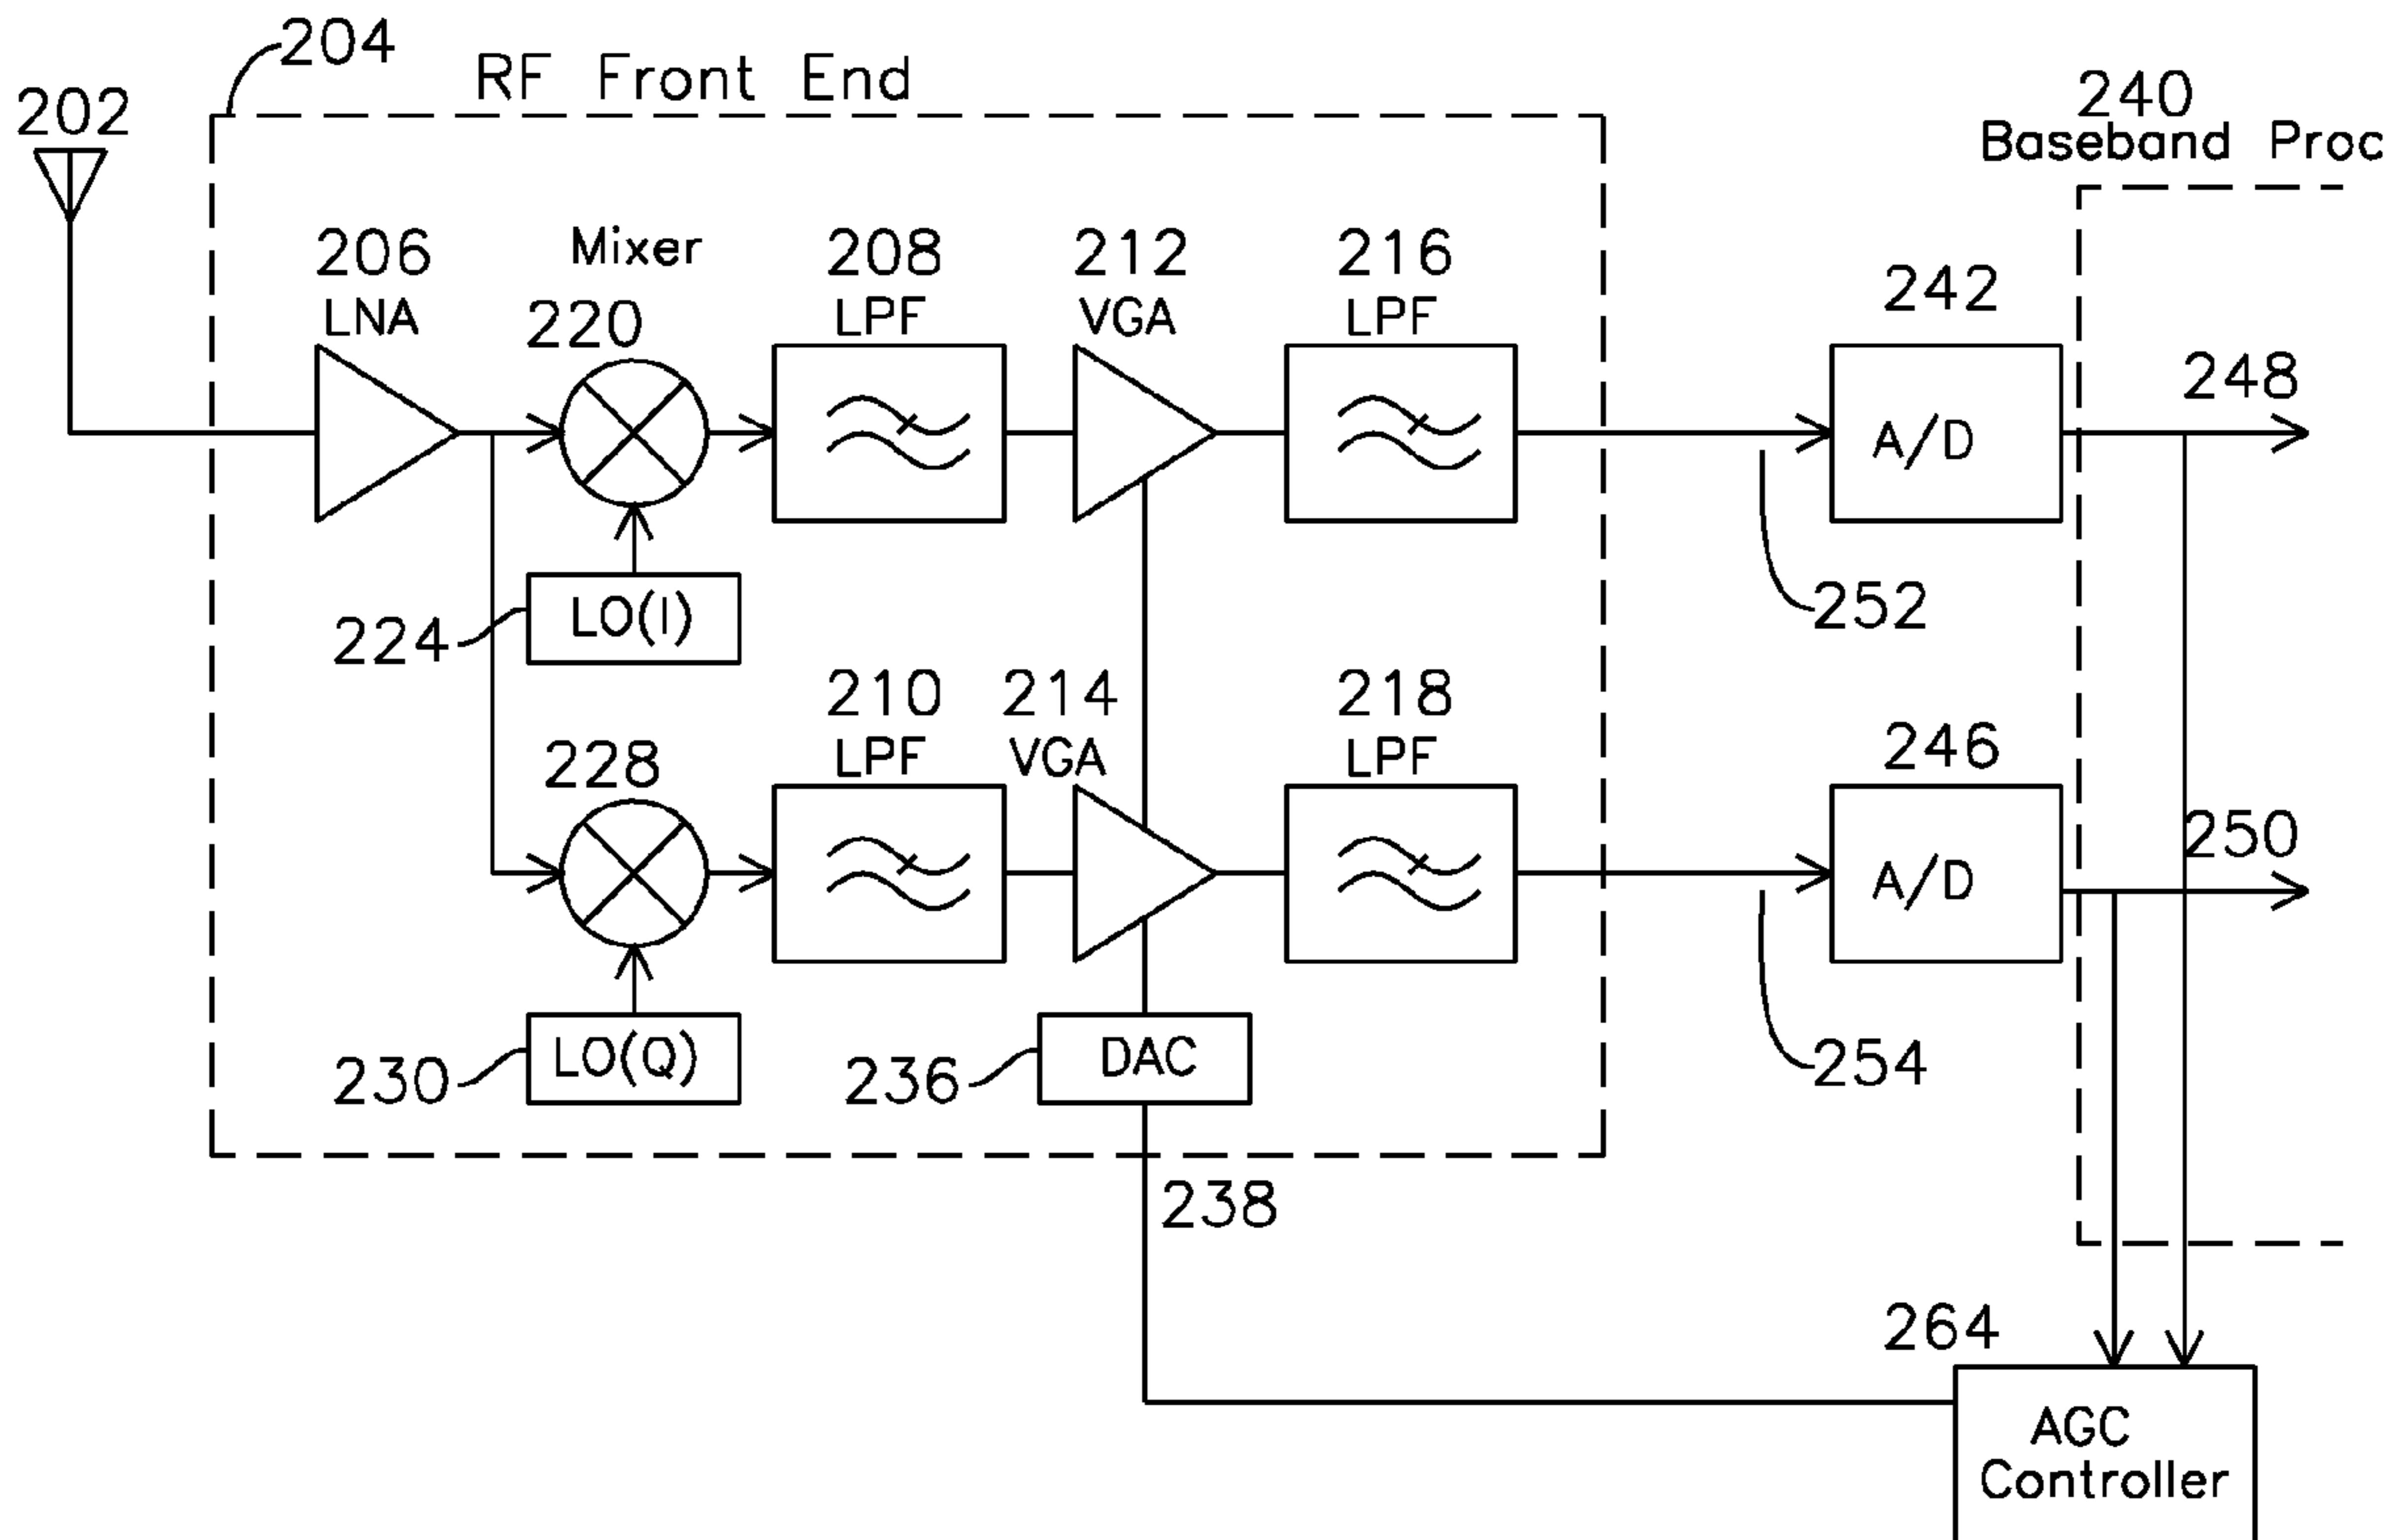 204
RF Front End
202
240
Baseband Proc
206
LNA
Mixer
220
208
LPF
212
VGA
216
LPF
242
A/D
248
224
LO(I)
252
228
210
LPF
214
VGA
218
LPF
246
A/D
250
230
LO(Q)
236
DAC
254
238
264
AGC
Controller